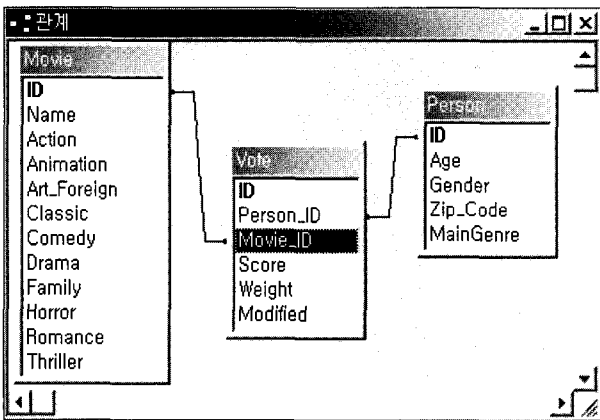 관계
Movie
ID
Name
Action
Animation
Art_Foreign
Classic
Comedy
Drama
Family
Horror
Romance
Thriller
Vote
ID
Person_ID
Movie_ID
Score
Weight
Modified
Person
ID
Age
Gender
Zip_Code
MainGenre